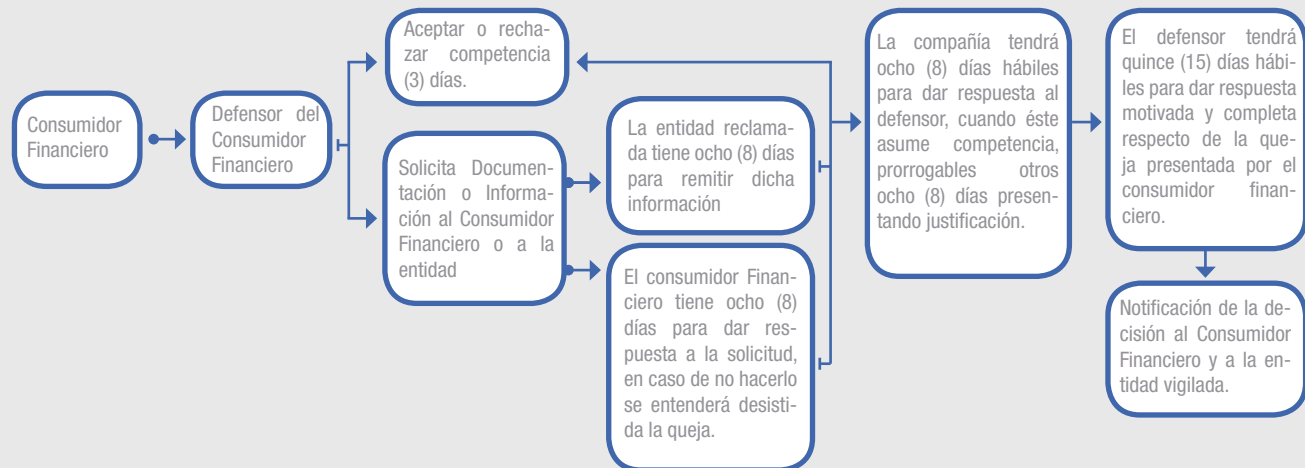 Consumidor
Financiero
Defensor del
Consumidor
Financiero
Aceptar o recha-
zar competencia
(3) días.
Solicita Documen-
tación o Informa-
ción al Consumidor
Financiero o a la
entidad
La entidad reclama-
da tiene ocho (8) días
para remitir dicha
información
El consumidor Finan-
ciero tiene ocho (8)
días para dar res-
puesta a la solicitud,
en caso de no hacerlo
se entenderá desisti-
da la queja.
La compañía tendrá
ocho (8) días hábiles
para dar respuesta al
defensor, cuando éste
asume competencia,
prorrogables otros
ocho (8) días presen-
tando justificación.
El defensor tendrá
quince (15) días hábi-
les para dar respuesta
motivada y completa
respecto de la que-
ja presentada por el
consumidor finan-
ciero.
Notificación de la de-
cisión al Consumidor
Financiero y a la en-
tidad vigilada.